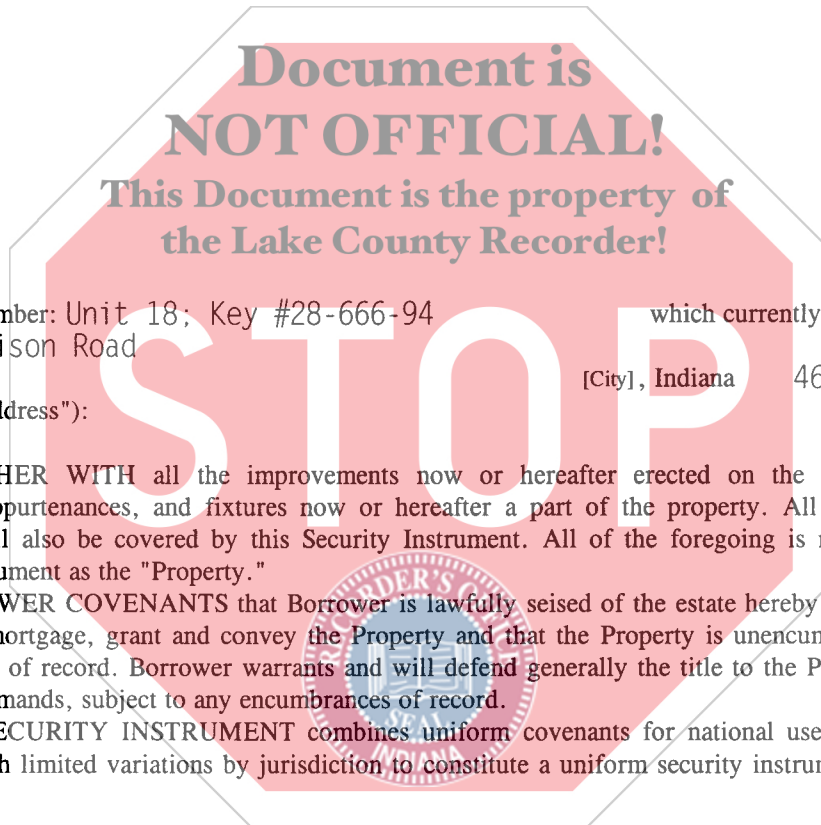 Document is
NOT OFFICIAL!
This Document is the property of
the Lake County Recorder!
mber: Unit 18; Key #28-666-94 which currently
ison Road
[City], Indiana 46
ddress"):
STOP
HER WITH all the improvements now or hereafter erected on the
ppurtenances, and fixtures now or hereafter a part of the property. All
l also be covered by this Security Instrument. All of the foregoing is r
ument as the "Property."
WER COVENANTS that Borrower is lawfully seised of the estate hereby
nortgage, grant and convey the Property and that the Property is unencun
of record. Borrower warrants and will defend generally the title to the P
mands, subject to any encumbrances of record.
ECURITY INSTRUMENT combines uniform covenants for national use
h limited variations by jurisdiction to constitute a uniform security instrur
RECORDER'S OFFICE
SEAL
INDIANA